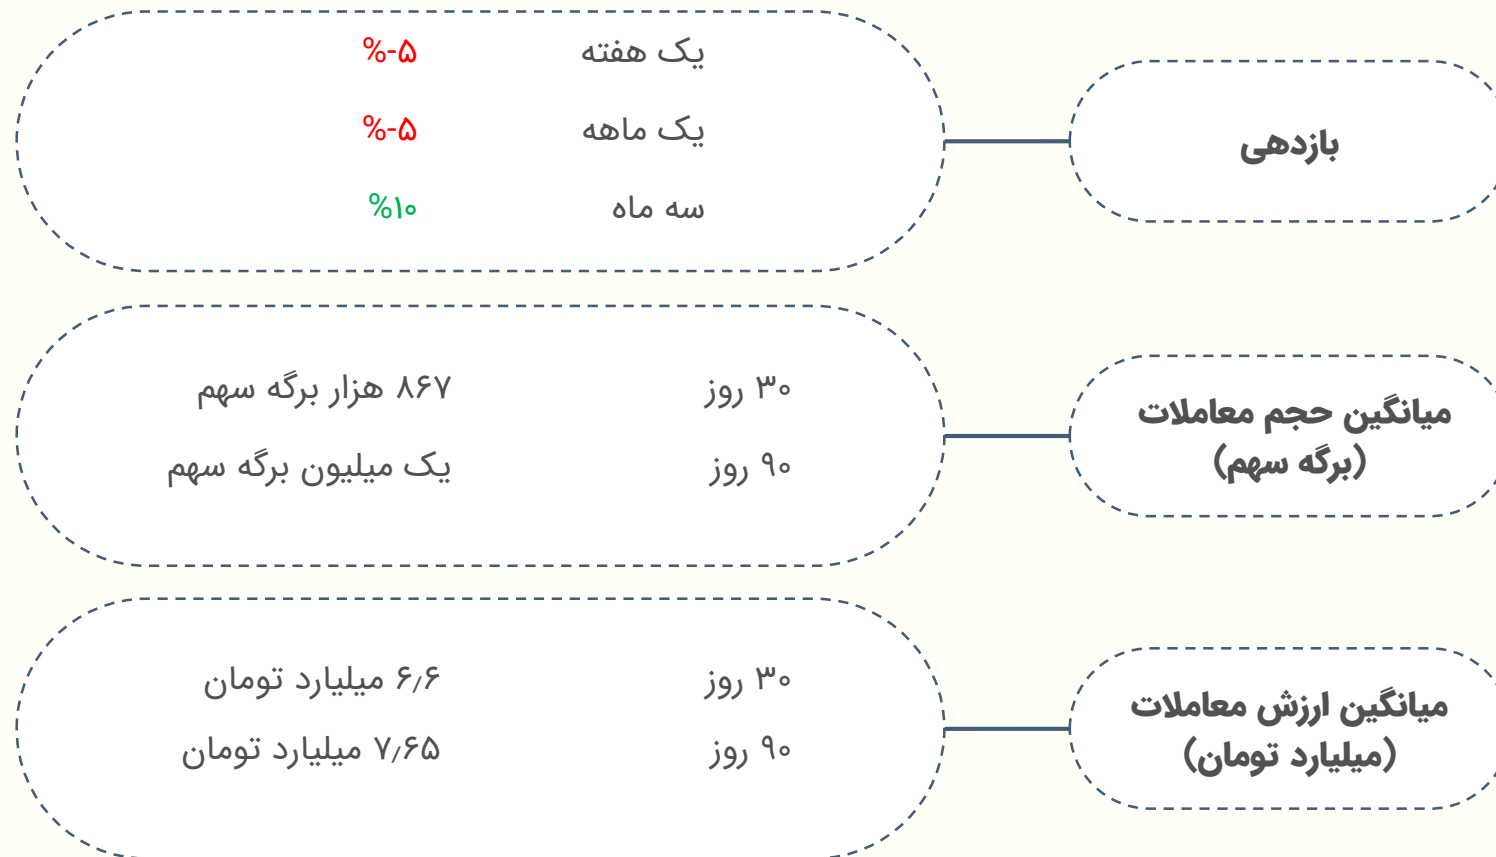 بازدهی
یک هفته %-۵
یک ماهه %-۵
سه ماه %۱۰
میانگین حجم معاملات
(برگه سهم)
۳۰ روز ۸۶۷ هزار برگه سهم
۹۰ روز یک میلیون برگه سهم
میانگین ارزش معاملات
(میلیارد تومان)
۳۰ روز ۶٫۶ میلیارد تومان
۹۰ روز ۷٫۶۵ میلیارد تومان